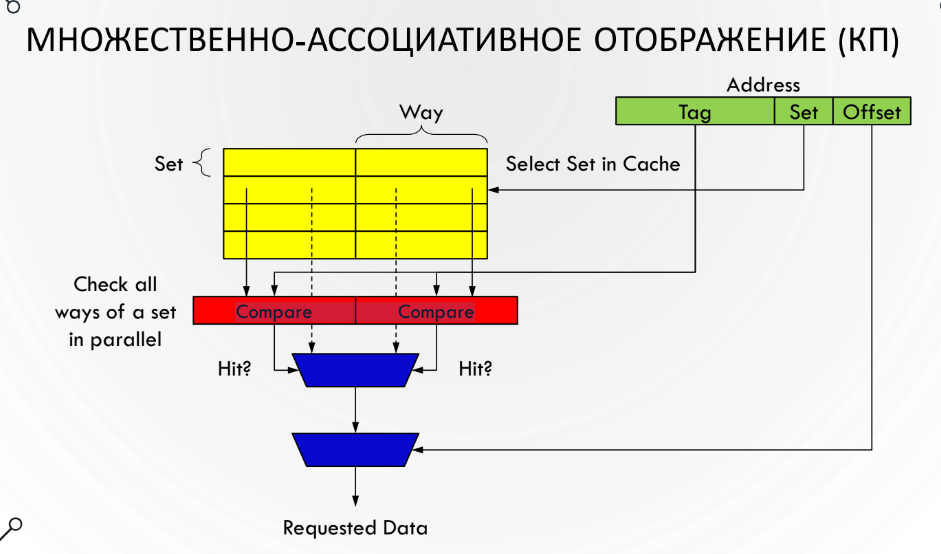 МНОЖЕСТВЕННО-АССОЦИАТИВНОЕ ОТОБРАЖЕНИЕ (КП)
Address
Tag Set Offset
Way
Set
Select Set in Cache
Check all
ways of a set
in parallel
Compare Compare
Hit? Hit?
Requested Data